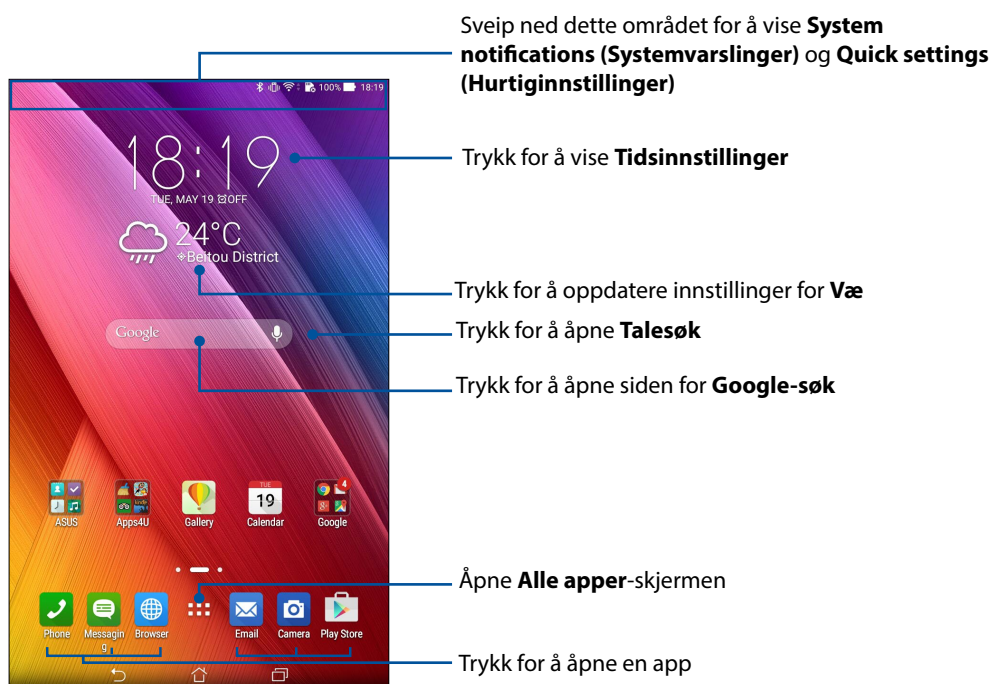 Sveip ned dette området for å vise System
notifications (Systemvarslinger) og Quick settings
(Hurtiginnstillinger)
100% 18:19
18:19
Trykk for å vise Tidsinnstillinger
TUE, MAY 19 OFF
24°C
Beitou District
Trykk for å oppdatere innstillinger for Væ
Google
Trykk for å åpne Talesøk
Trykk for å åpne siden for Google-søk
TUE
19
4
ASUS Apps4U Gallery Calendar Google
Åpne Alle apper-skjermen
Phone Messagin Browser Email Camera Play Store
g
Trykk for å åpne en app